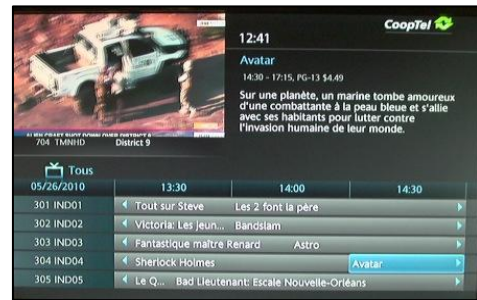 CoopTel
12:41
Avatar
14:30 - 17:15, PG-13 $4.49
Sur une planète, un marine tombe amoureux
d'une combattante à la peau bleue et s'allie
avec ses habitants pour lutter contre
l'invasion humaine de leur monde.
704 TMNHD District 9
Tous
05/26/2010 13:30 14:00 14:30
301 IND01 Tout sur Steve Les 2 font la père
302 IND02 Victoria: Les Jeun... Bandslam
303 IND03 Fantastique maître Renard Astro
304 IND04 Sherlock Holmes Avatar
305 IND05 Le Q... Bad Lieutenant: Escale Nouvelle-Orléans